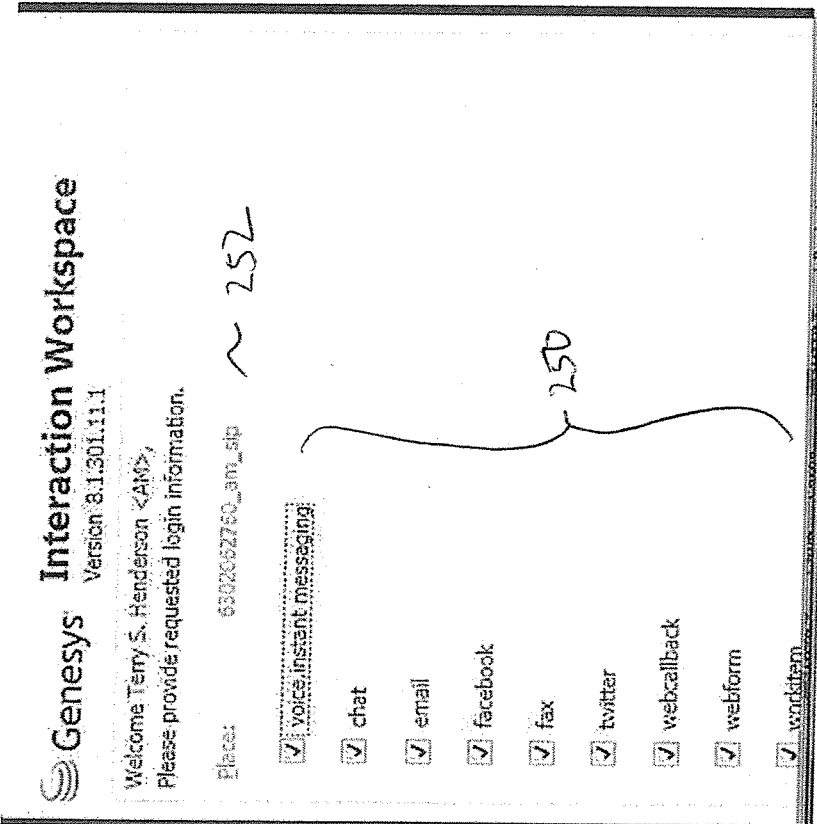 Genesys Interaction Workspace
Version 8.1.301.11.1
Welcome Terry S. Henderson <AM>,
Please provide requested login information.
Place: 6302062760_am_sip ~ 252
voice,instant messaging
chat
email
facebook
fax
twitter
webcallback
webform
workitem
250